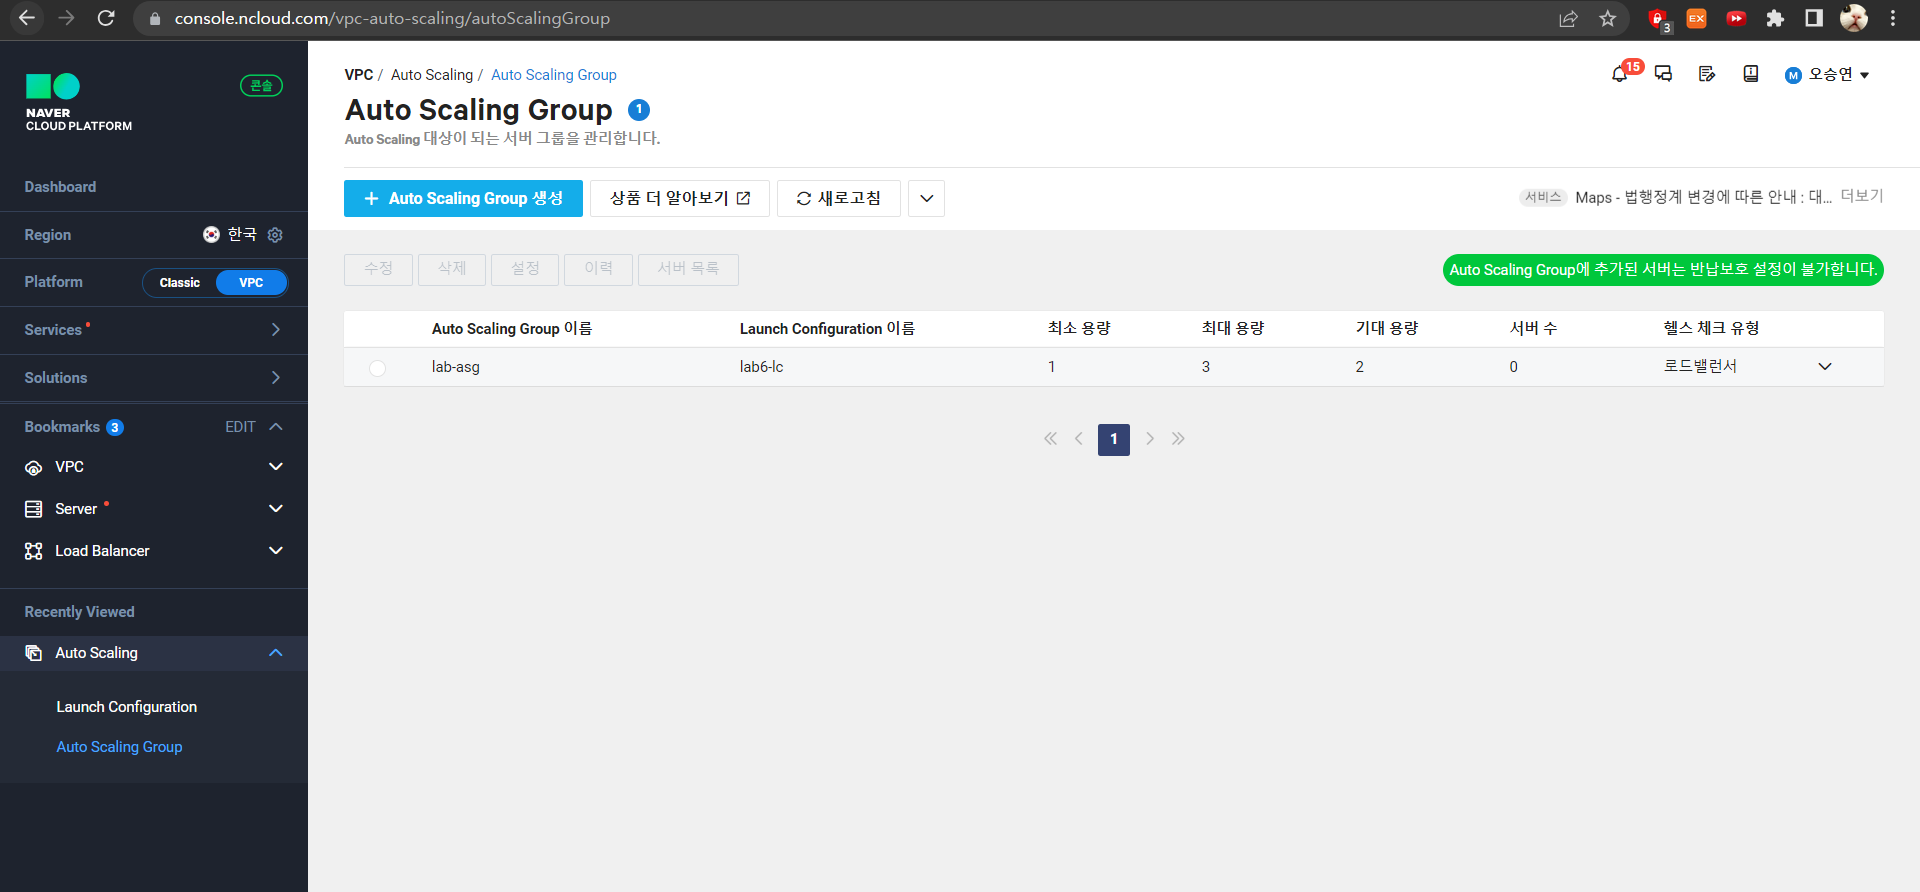 console.ncloud.com/vpc-auto-scaling/autoScalingGroup
EX
3
NAVER
CLOUD PLATFORM
콘솔
Dashboard
Region
한국
Platform
Classic
VPC
Services
Solutions
Bookmarks 3
EDIT
VPC
Server
Load Balancer
Recently Viewed
Auto Scaling
Launch Configuration
Auto Scaling Group
VPC / Auto Scaling / Auto Scaling Group
15
M 오승연
Auto Scaling Group 1
Auto Scaling 대상이 되는 서버 그룹을 관리합니다.
+ Auto Scaling Group 생성
상품 더 알아보기
새로고침
서비스 Maps - 법행정계 변경에 따른 안내 : 대... 더보기
수정
삭제
설정
이력
서버 목록
Auto Scaling Group에 추가된 서버는 반납보호 설정이 불가합니다.
Auto Scaling Group 이름 Launch Configuration 이름 최소 용량 최대 용량 기대 용량 서버 수 헬스 체크 유형
lab-asg lab6-lc 1 3 2 0 로드밸런서
1